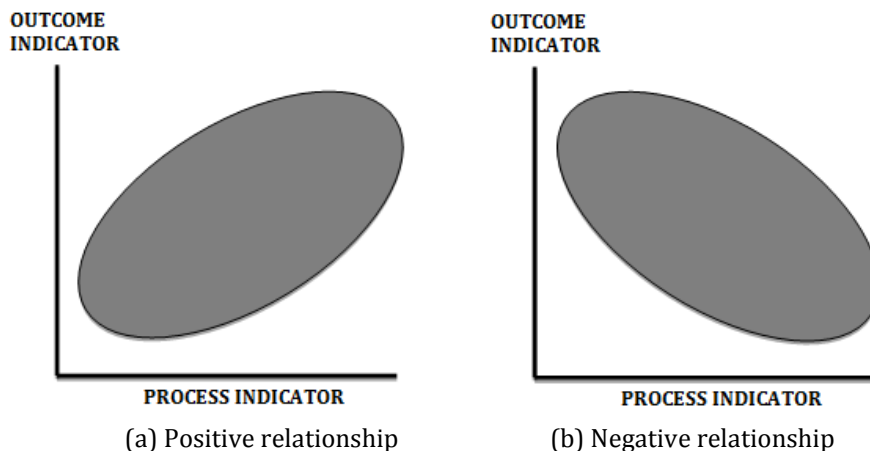 OUTCOME
INDICATOR
PROCESS INDICATOR
(a) Positive relationship
OUTCOME
INDICATOR
PROCESS INDICATOR
(b) Negative relationship